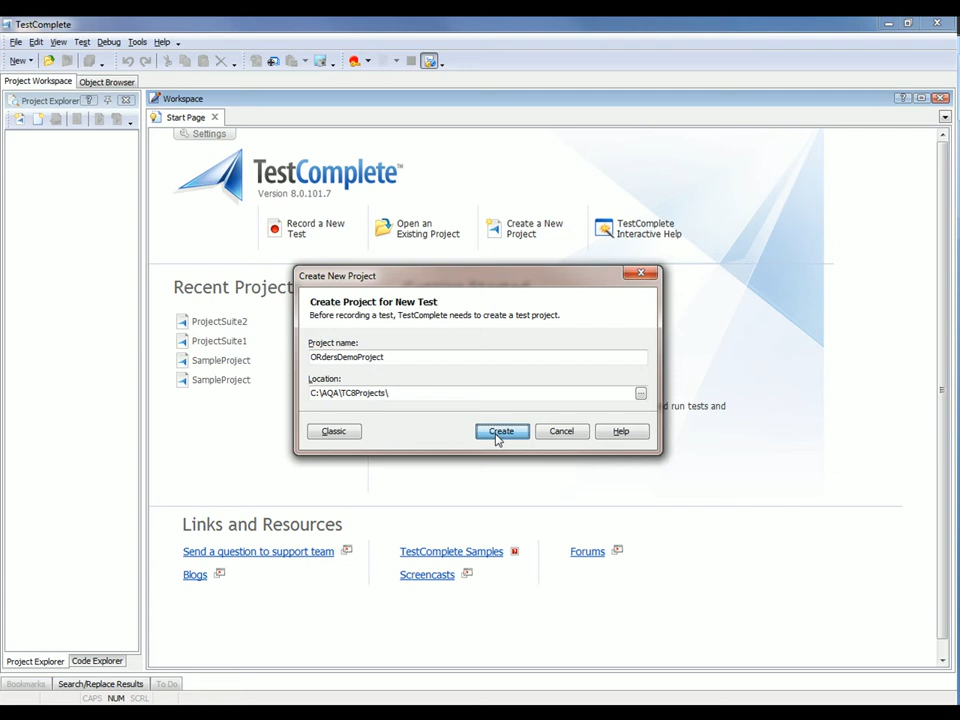 TestComplete
File Edit View Test Debug Tools Help
New
Project Workspace Object Browser
Project Explorer
Workspace
Start Page
Settings
TestComplete™
Version 8.0.101.7
Record a New Test
Open an Existing Project
Create a New Project
TestComplete Interactive Help
Recent Project
ProjectSuite2
ProjectSuite1
SampleProject
SampleProject
Create New Project
Create Project for New Test
Before recording a test, TestComplete needs to create a test project.
Project name:
ORdersDemoProject
Location:
C:\AQA\TC8Projects\
...
Classic Create Cancel Help
d run tests and
Links and Resources
Send a question to support team
TestComplete Samples
Forums
Blogs
Screencasts
Project Explorer Code Explorer
Bookmarks Search/Replace Results To Do
CAPS NUM SCRL